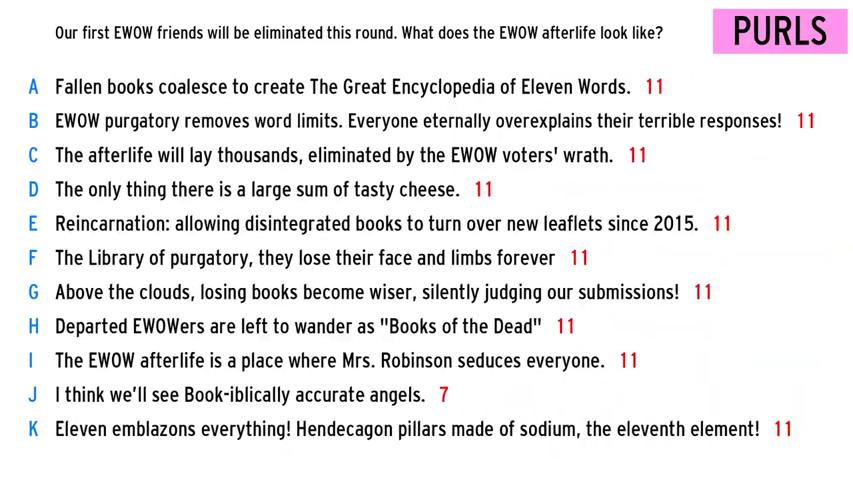 Our first EWOW friends will be eliminated this round. What does the EWOW afterlife look like?
PURLS
A Fallen books coalesce to create The Great Encyclopedia of Eleven Words. 11
B EWOW purgatory removes word limits. Everyone eternally overexplains their terrible responses! 11
C The afterlife will lay thousands, eliminated by the EWOW voters' wrath. 11
D The only thing there is a large sum of tasty cheese. 11
E Reincarnation: allowing disintegrated books to turn over new leaflets since 2015. 11
F The Library of purgatory, they lose their face and limbs forever 11
G Above the clouds, losing books become wiser, silently judging our submissions! 11
H Departed EWOWers are left to wander as "Books of the Dead" 11
I The EWOW afterlife is a place where Mrs. Robinson seduces everyone. 11
J I think we'll see Book-iblically accurate angels. 7
K Eleven emblazons everything! Hendecagon pillars made of sodium, the eleventh element! 11